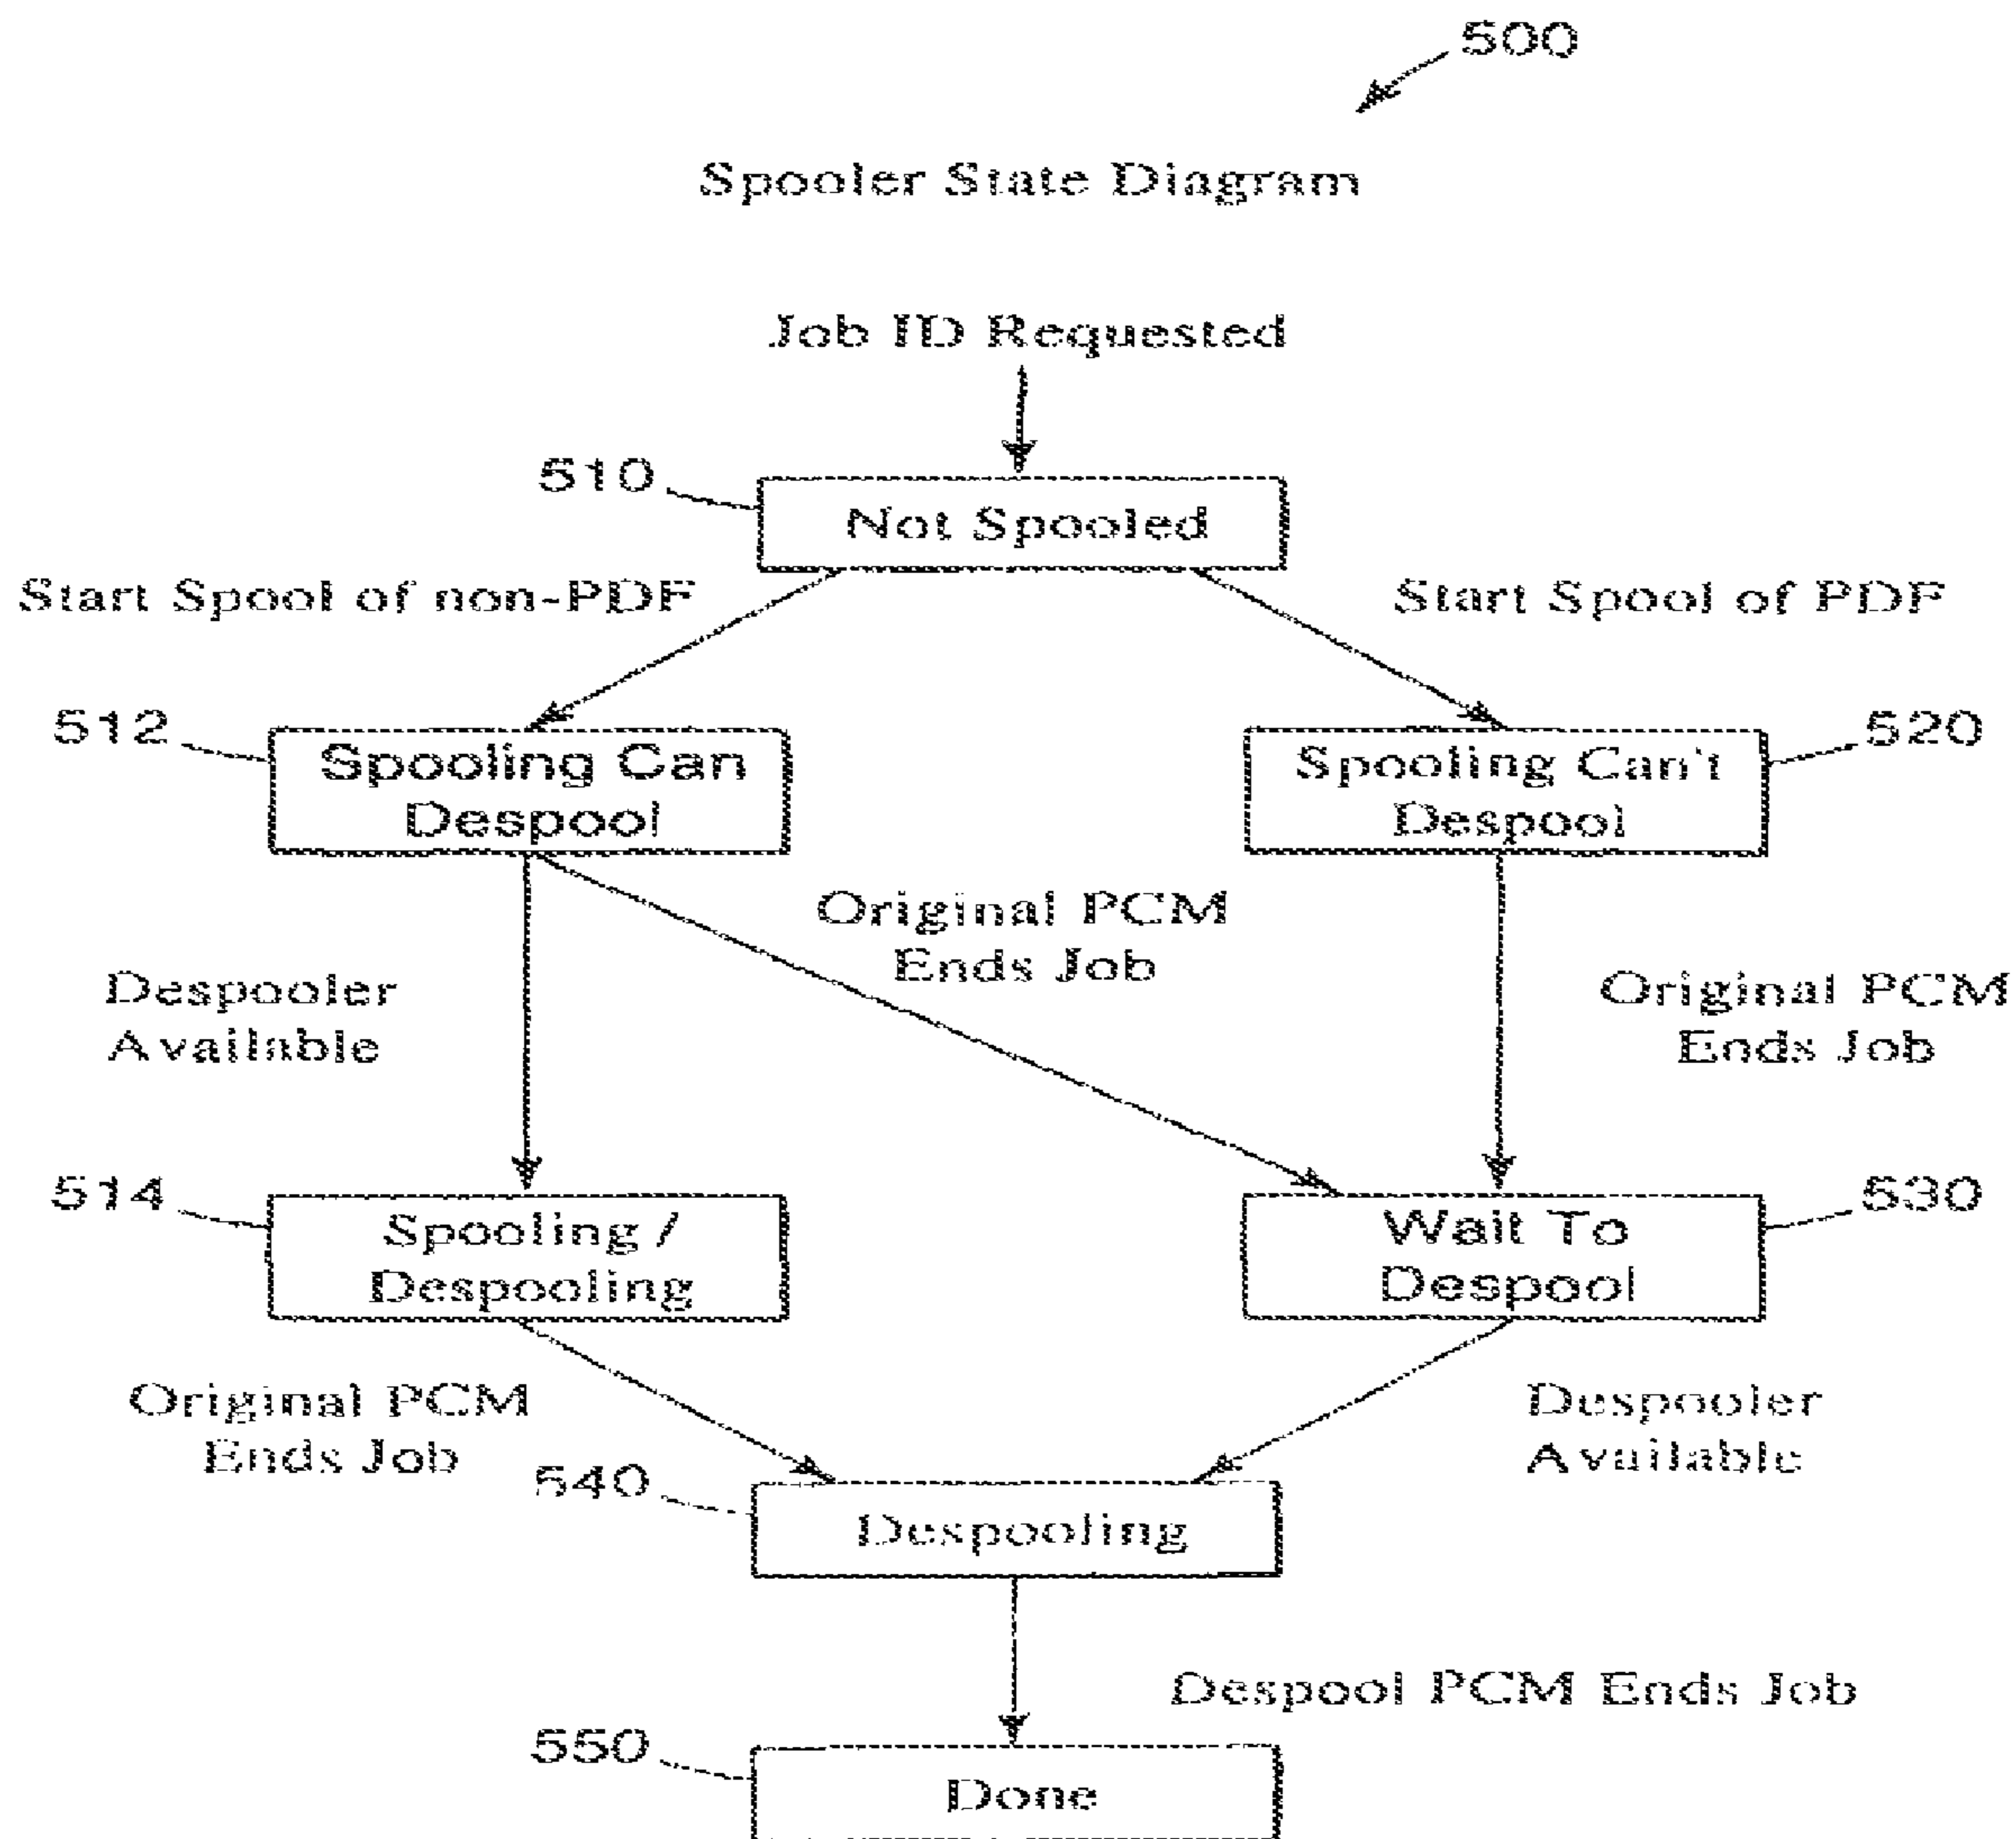 500
Spooler State Diagram
Job ID Requested
510
Not Spooled
Start Spool of non-PDF
Start Spool of PDF
512
Spooling Can
Despool
Spooling Can't
Despool
520
Original PCM
Ends Job
Despooler
Available
Original PCM
Ends Job
514
Spooling /
Despooling
Wait To
Despool
530
Original PCM
Ends Job
Despooler
Available
540
Despooling
Despool PCM Ends Job
550
Done